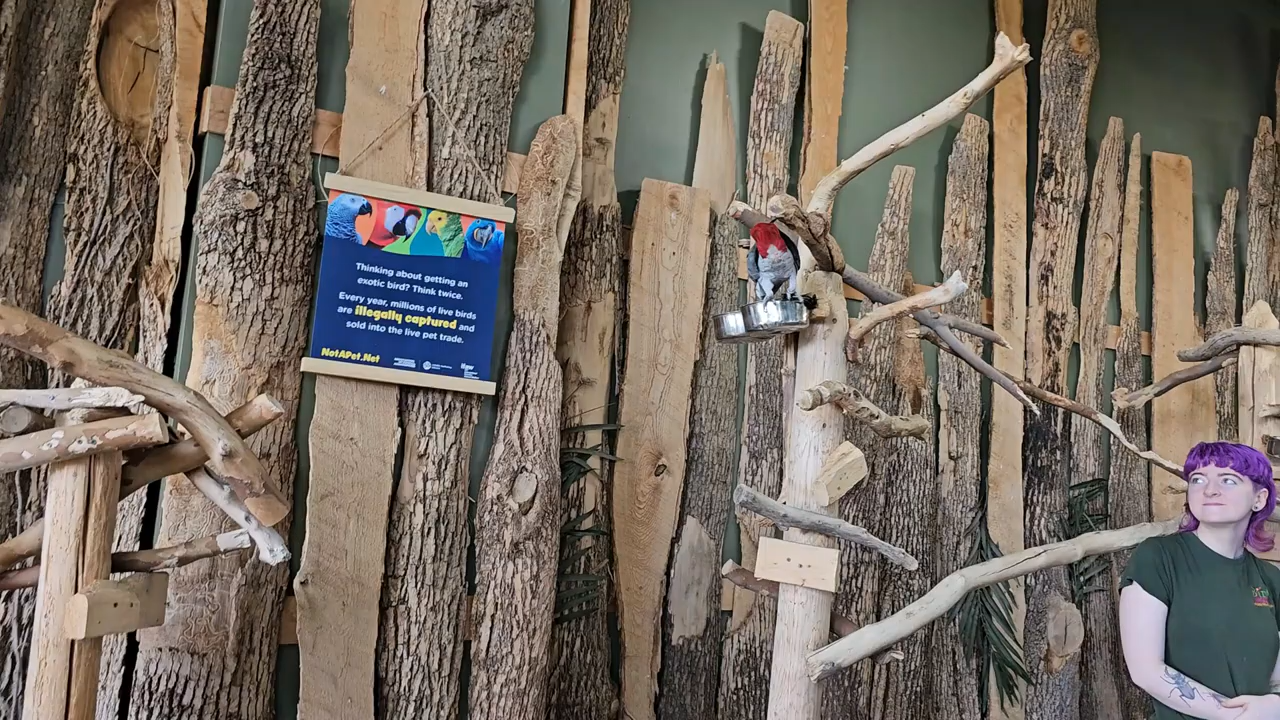 Thinking about getting an
exotic bird? Think twice.
Every year, millions of live birds
are illegally captured and
sold into the live pet trade.
NotAPet.Net